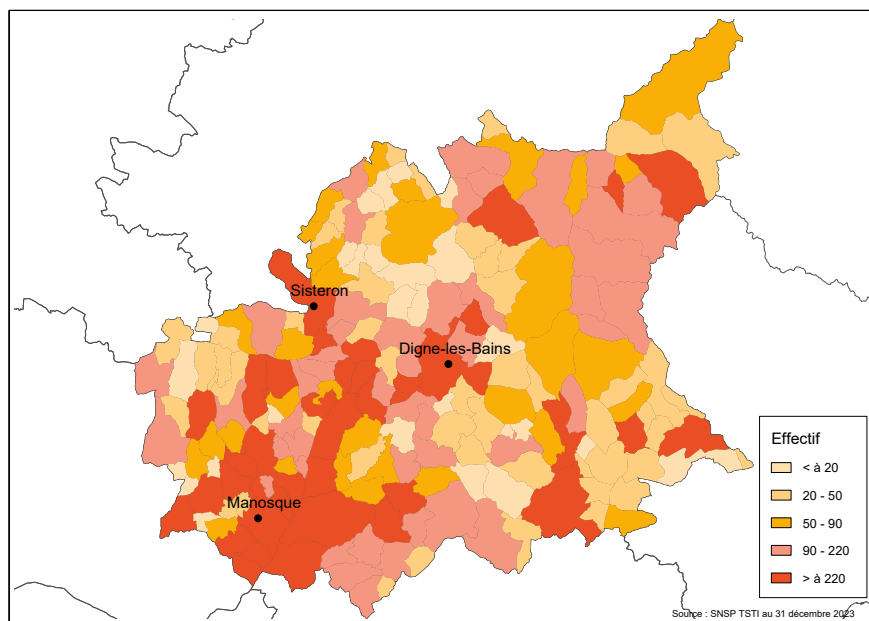 Sisteron
Digne-les-Bains
Manosque
Effectif
< à 20
20 - 50
50 - 90
90 - 220
> à 220
Source : SNSP TSTI au 31 décembre 2023